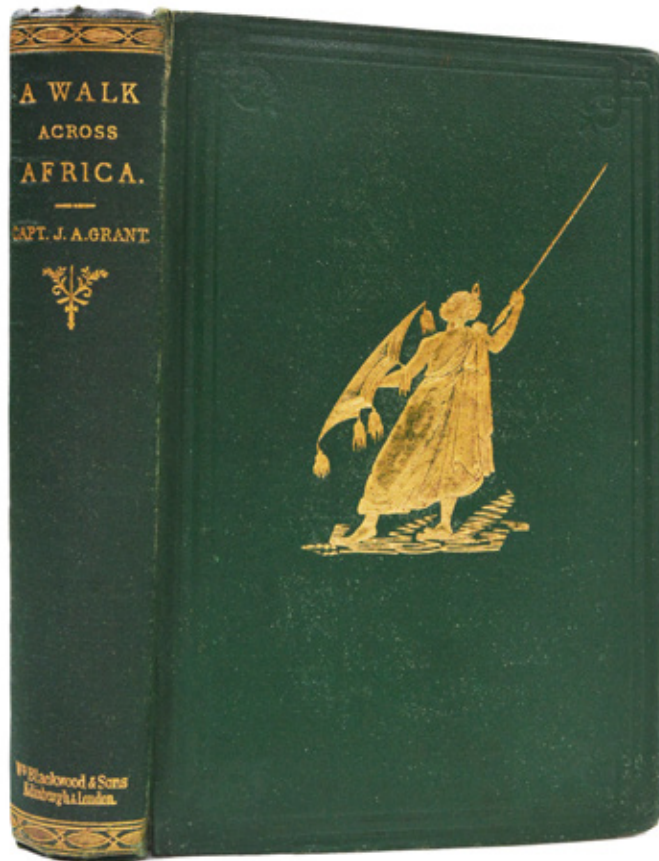 A WALK
ACROSS
AFRICA.
CAPT. J. A. GRANT.
Wm Blackwood & Sons
Edinburgh & London.